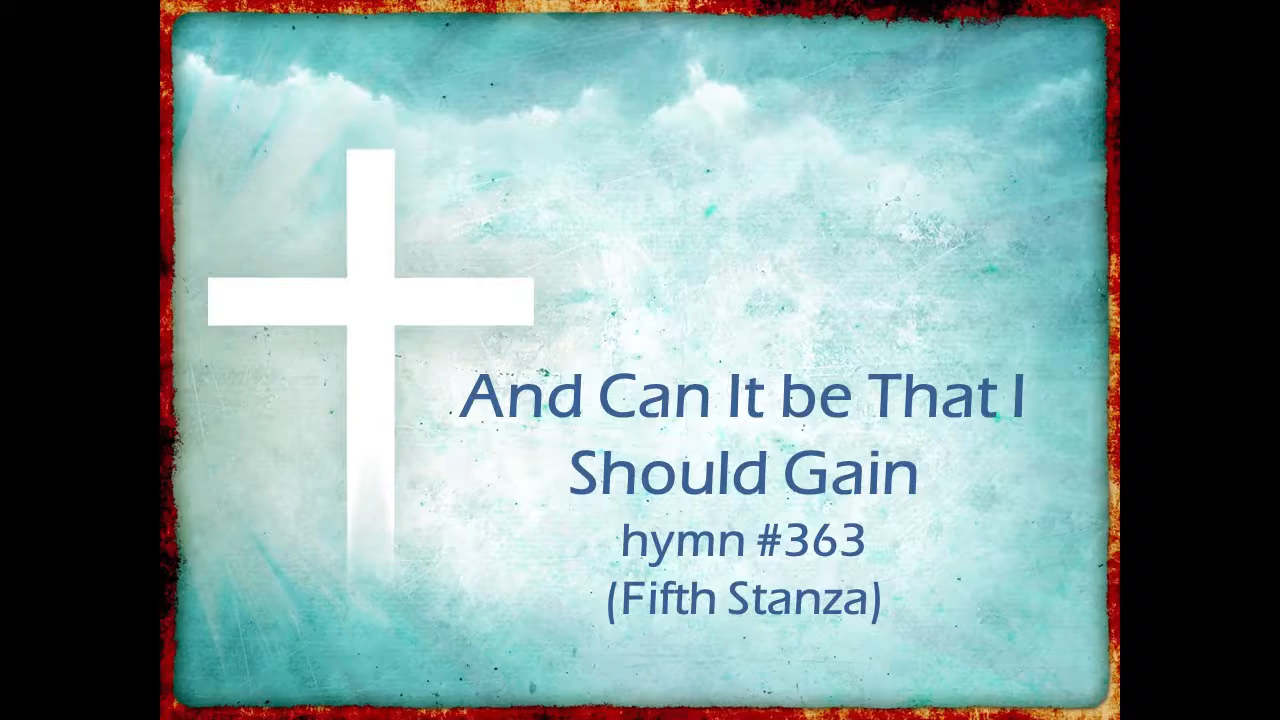 And Can It be That I
Should Gain
hymn #363
(Fifth Stanza)